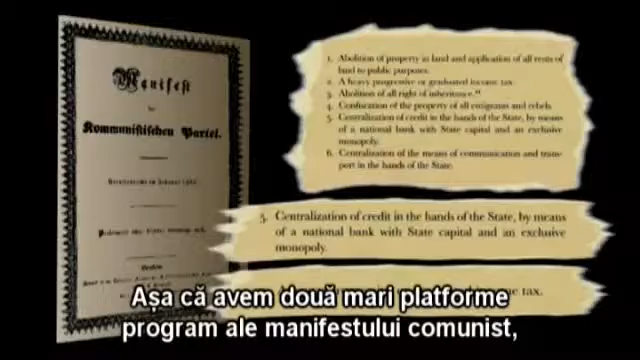 Manifest
der
Kommunistischen Partei.
London.
1. Abolition of property in land and application of all rents of
land to public purposes.
2. A heavy progressive or graduated income tax.
3. Abolition of all right of inheritance.
4. Confiscation of the property of all emigrants and rebels.
5. Centralization of credit in the hands of the State, by means
of a national bank with State capital and an exclusive
monopoly.
6. Centralization of the means of communication and trans-
port in the hands of the State.
5. Centralization of credit in the hands of the State, by means
of a national bank with State capital and an exclusive
monopoly.
tax.
Așa că avem două mari platforme
program ale manifestului comunist,